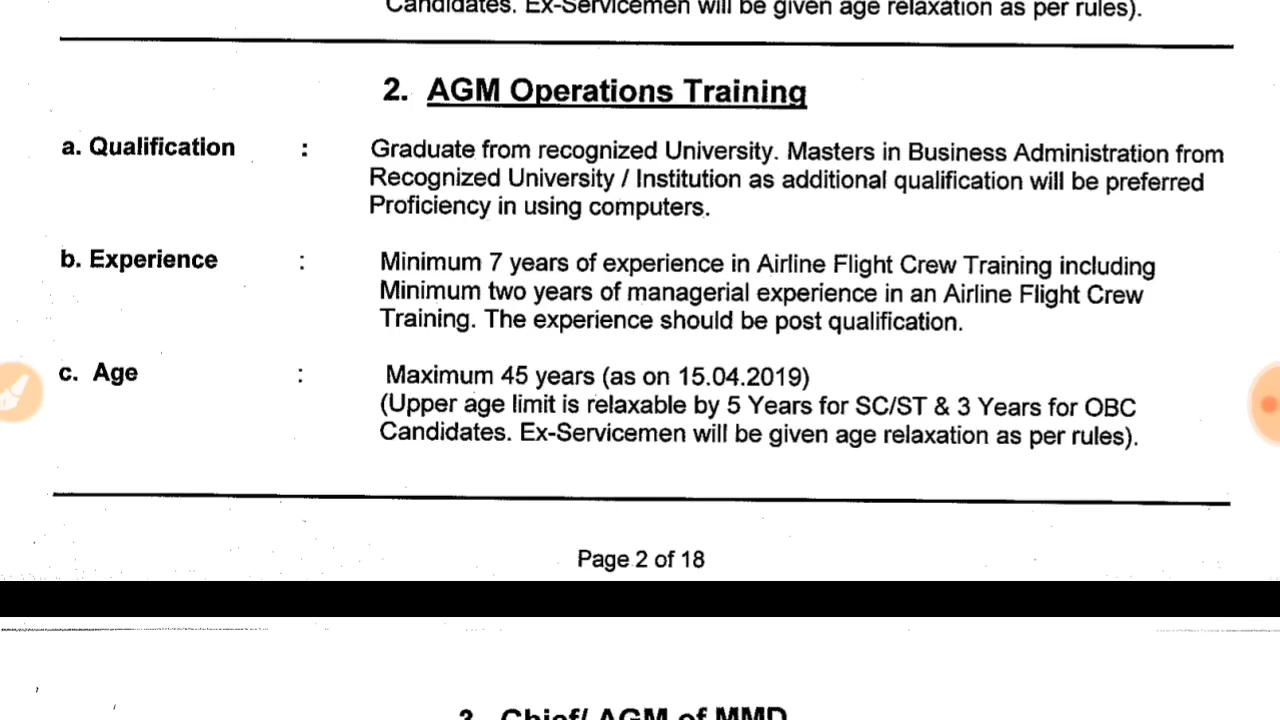 Candidates. Ex-Servicemen will be given age relaxation as per rules).
2. AGM Operations Training
a. Qualification : Graduate from recognized University. Masters in Business Administration from
Recognized University / Institution as additional qualification will be preferred
Proficiency in using computers.
b. Experience : Minimum 7 years of experience in Airline Flight Crew Training including
Minimum two years of managerial experience in an Airline Flight Crew
Training. The experience should be post qualification.
c. Age : Maximum 45 years (as on 15.04.2019)
(Upper age limit is relaxable by 5 Years for SC/ST & 3 Years for OBC
Candidates. Ex-Servicemen will be given age relaxation as per rules).
Page 2 of 18
3. Chief/ AGM of MMD